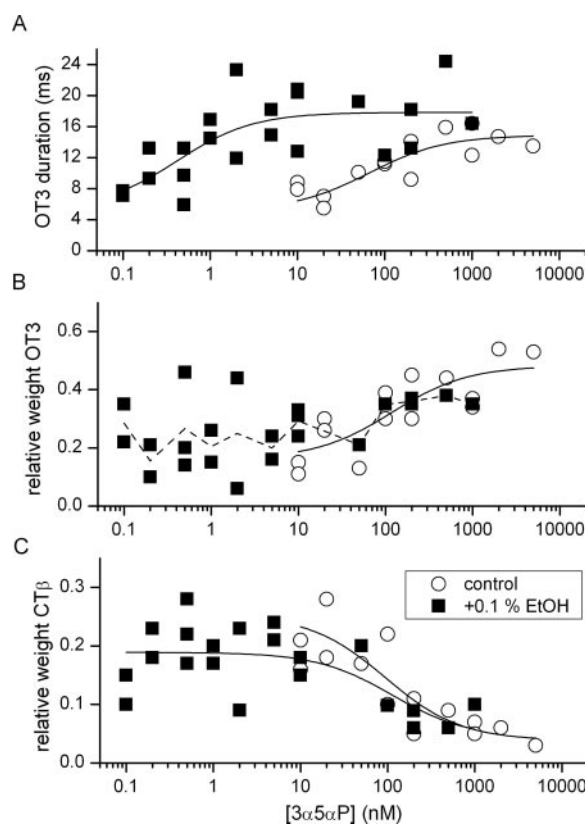 A
OT3 duration (ms)
24
20
16
12
8
4
0
0.1 1 10 100 1000 10000
B
relative weight OT3
0.6
0.4
0.2
0.0
0.1 1 10 100 1000 10000
C
relative weight CTβ
0.3
0.2
0.1
0.0
control
+0.1 % EtOH
0.1 1 10 100 1000 10000
[3α5αP] (nM)